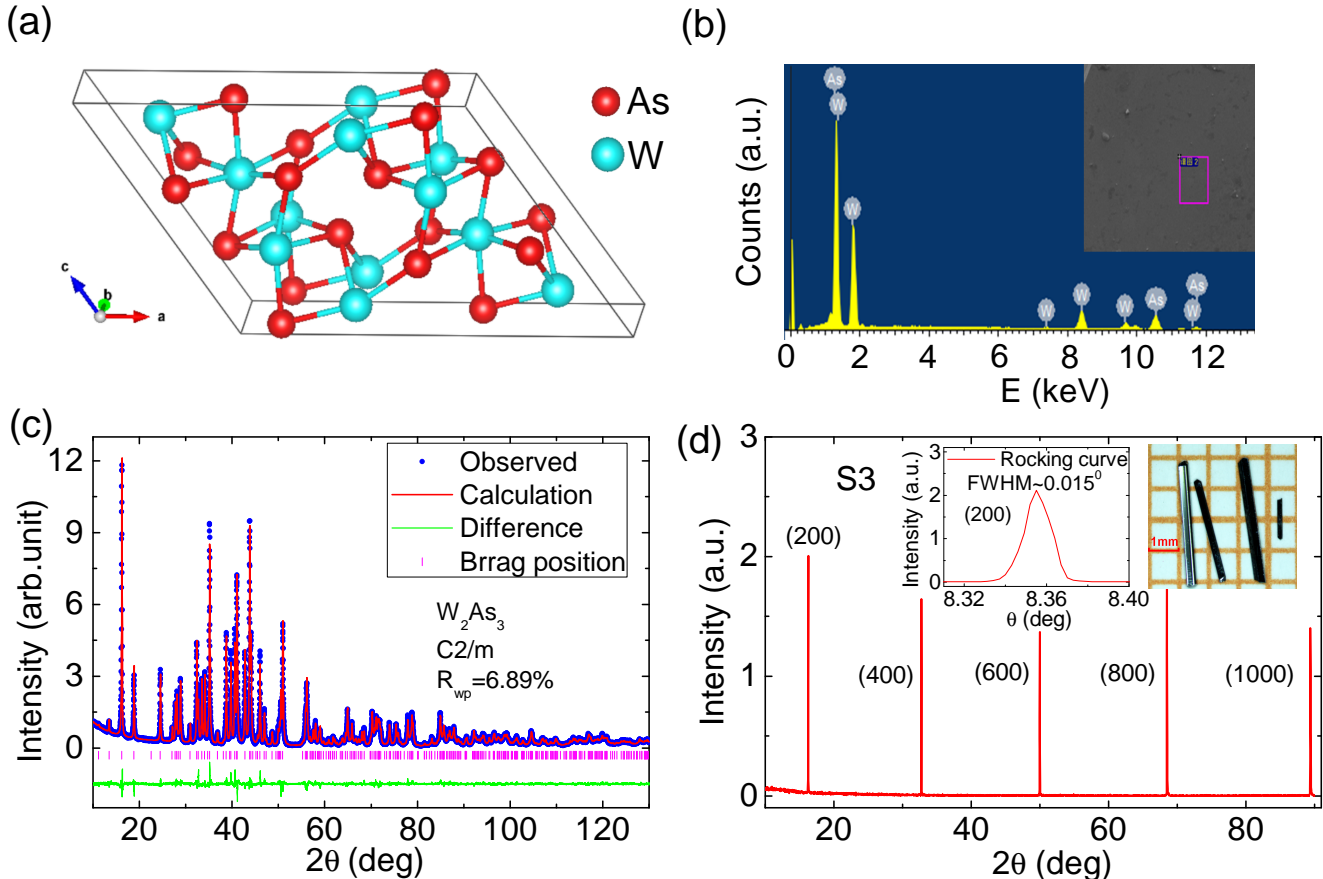 (a)
As
W
c
b
a
(b)
Counts (a.u.)
As
W
W
W
W
W
As
As
W
0 2 4 6 8 10 12
E (keV)
(c)
Intensity (arb.unit)
12
9
6
3
0
Observed
Calculation
Difference
Brrag position
W₂As₃
C2/m
R_wp=6.89%
20 40 60 80 100 120
2θ (deg)
(d)
Intensity (a.u.)
3
2
1
0
S3
(200)
(400)
(600)
(800)
(1000)
Intensity (a.u.)
3
2
1
0
Rocking curve
FWHM~0.015⁰
(200)
8.32 8.36 8.40
θ (deg)
1mm
20 40 60 80
2θ (deg)